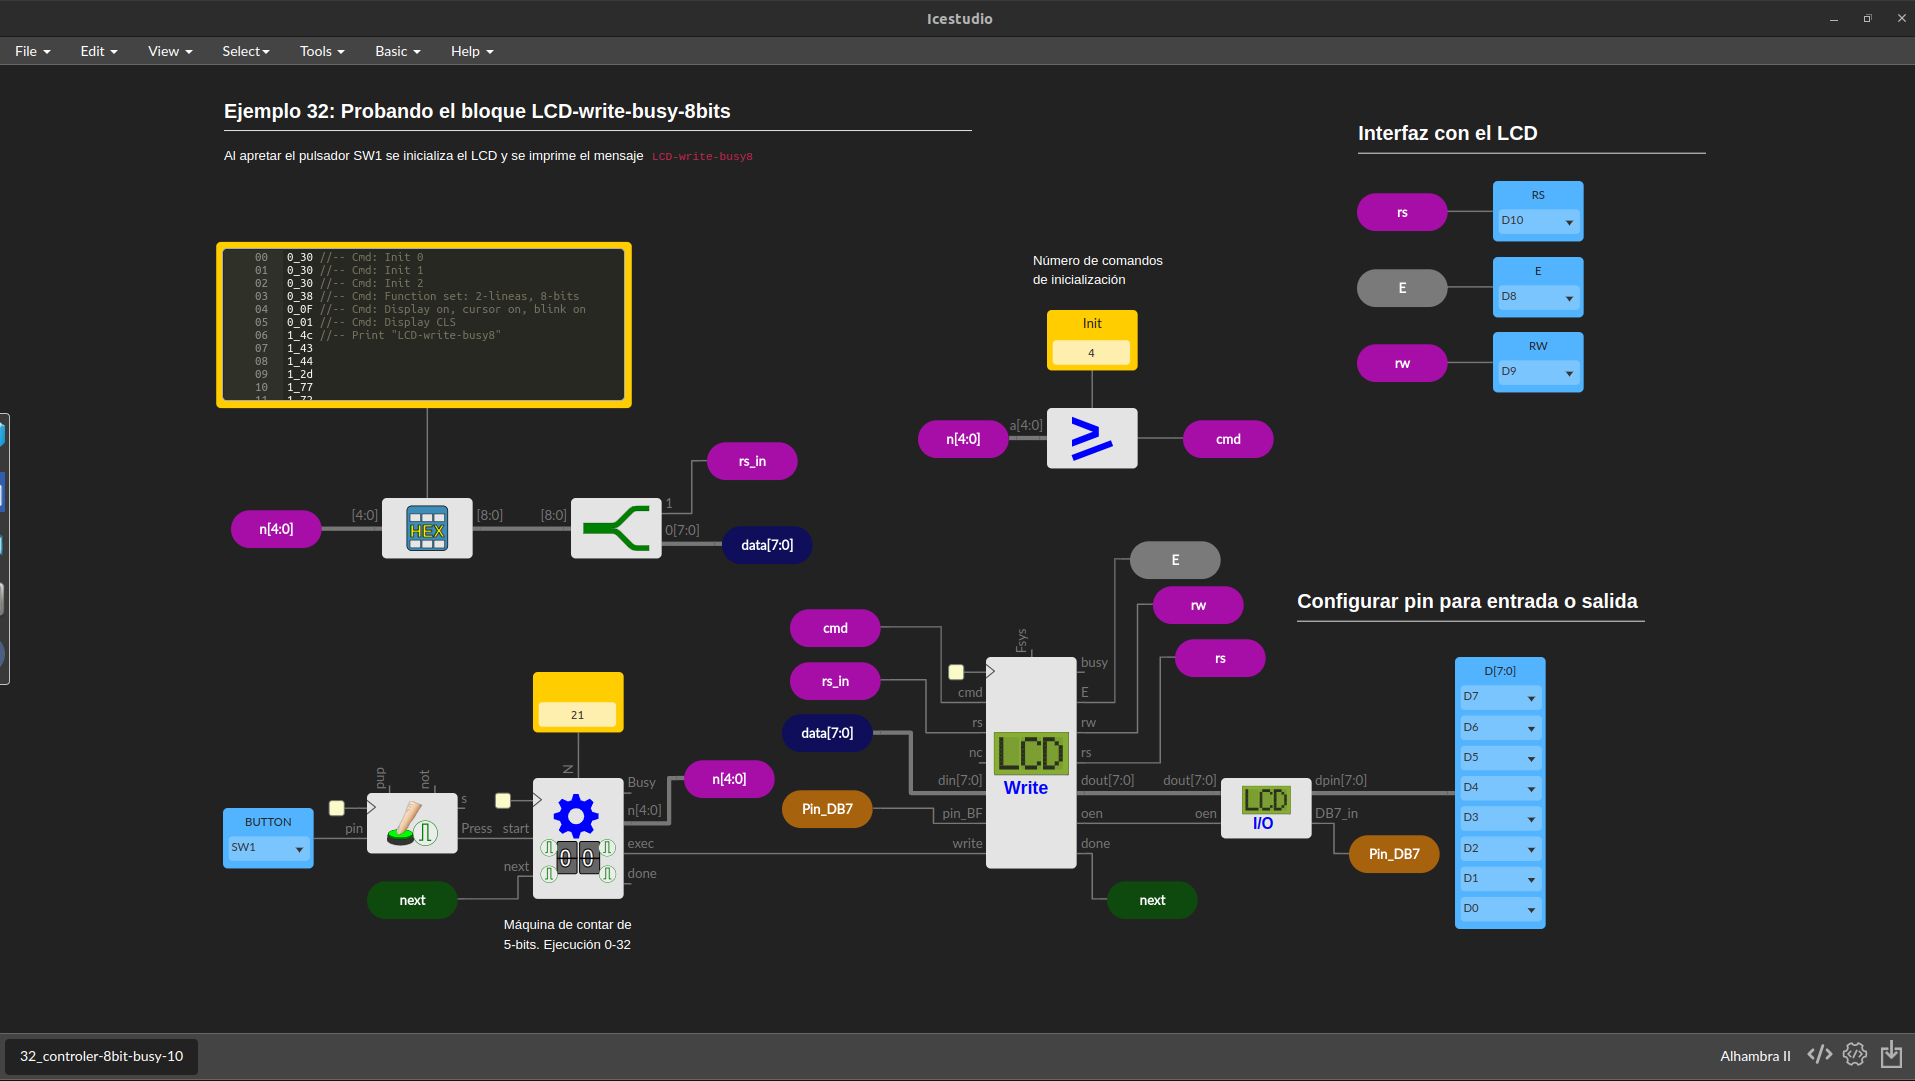 Icestudio
File
Edit
View
Select
Tools
Basic
Help
Ejemplo 32: Probando el bloque LCD-write-busy-8bits
Al apretar el pulsador SW1 se inicializa el LCD y se imprime el mensaje LCD-write-busy8
Interfaz con el LCD
rs
RS
D10
E
E
D8
rw
RW
D9
00 0_30 //-- Cmd: Init 0
01 0_30 //-- Cmd: Init 1
02 0_30 //-- Cmd: Init 2
03 0_38 //-- Cmd: Function set: 2-lineas, 8-bits
04 0_0F //-- Cmd: Display on, cursor on, blink on
05 0_01 //-- Cmd: Display CLS
06 1_4c //-- Print "LCD-write-busy8"
07 1_43
08 1_44
09 1_2d
10 1_77
11 1_72
Número de comandos
de inicialización
Init
4
n[4:0]
a[4:0]
cmd
n[4:0]
[4:0]
HEX
[8:0]
[8:0]
1
0[7:0]
rs_in
data[7:0]
E
rw
rs
Configurar pin para entrada o salida
cmd
rs_in
data[7:0]
Pin_DB7
Fsys
cmd
rs
nc
din[7:0]
pin_BF
write
LCD
Write
busy
E
rw
rs
dout[7:0]
oen
done
next
dout[7:0]
oen
LCD
I/O
dpin[7:0]
DB7_in
Pin_DB7
D[7:0]
D7
D6
D5
D4
D3
D2
D1
D0
21
N
BUTTON
SW1
pup
not
pin
s
Press
start
next
00
Busy
n[4:0]
exec
done
n[4:0]
next
Máquina de contar de
5-bits. Ejecución 0-32
32_controler-8bit-busy-10
Alhambra II